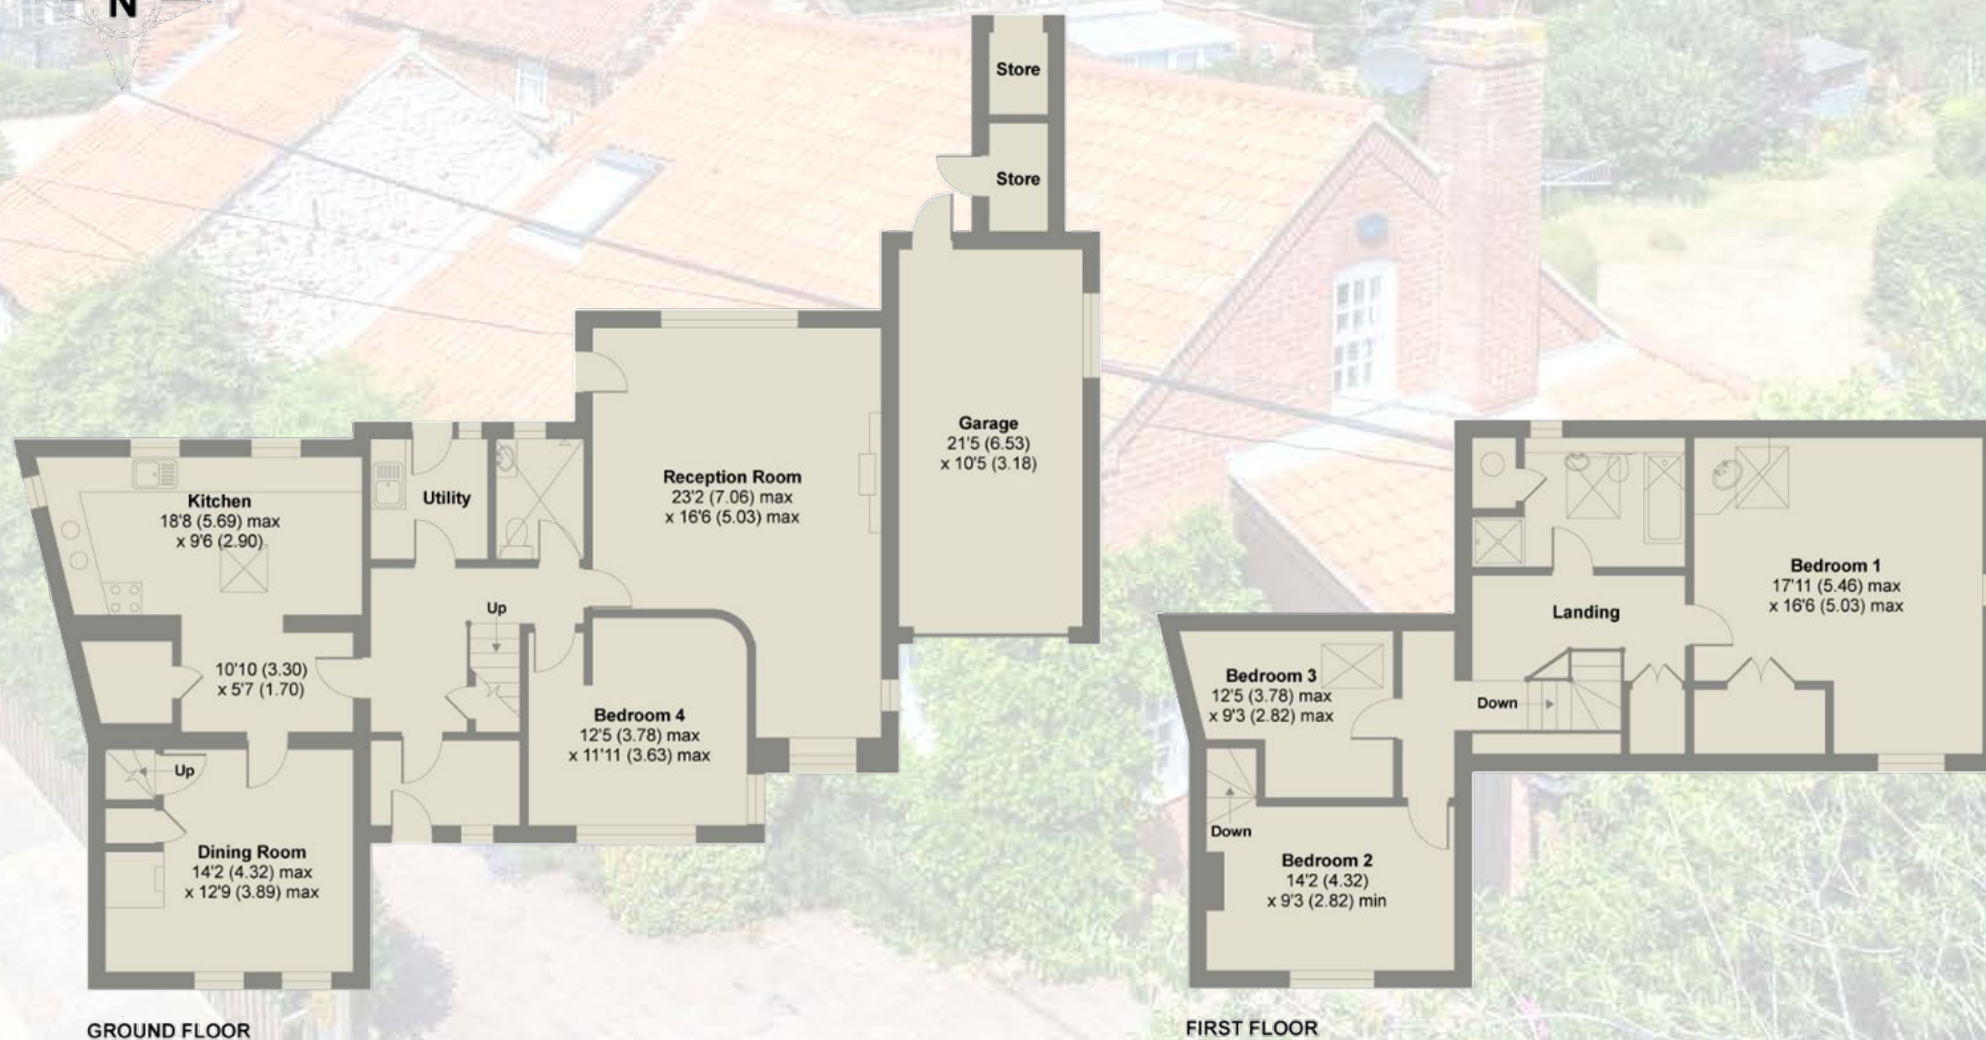 N
Store
Store
Garage
21'5 (6.53)
x 10'5 (3.18)
Reception Room
23'2 (7.06) max
x 16'6 (5.03) max
Kitchen
18'8 (5.69) max
x 9'6 (2.90)
Utility
Up
10'10 (3.30)
x 5'7 (1.70)
Bedroom 4
12'5 (3.78) max
x 11'11 (3.63) max
Up
Dining Room
14'2 (4.32) max
x 12'9 (3.89) max
GROUND FLOOR
Bedroom 1
17'11 (5.46) max
x 16'6 (5.03) max
Landing
Bedroom 3
12'5 (3.78) max
x 9'3 (2.82) max
Down
Down
Bedroom 2
14'2 (4.32)
x 9'3 (2.82) min
FIRST FLOOR